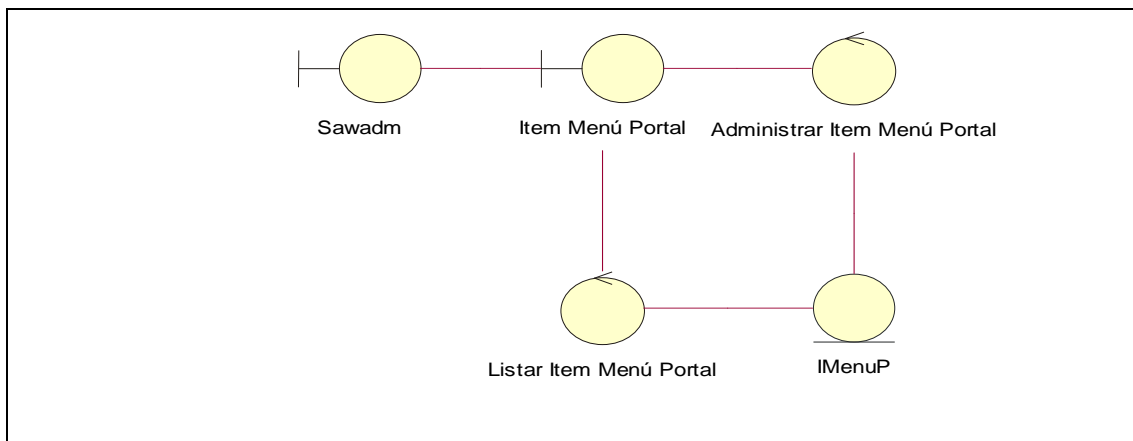 Sawadm
Item Menú Portal
Administrar Item Menú Portal
Listar Item Menú Portal
IMenuP